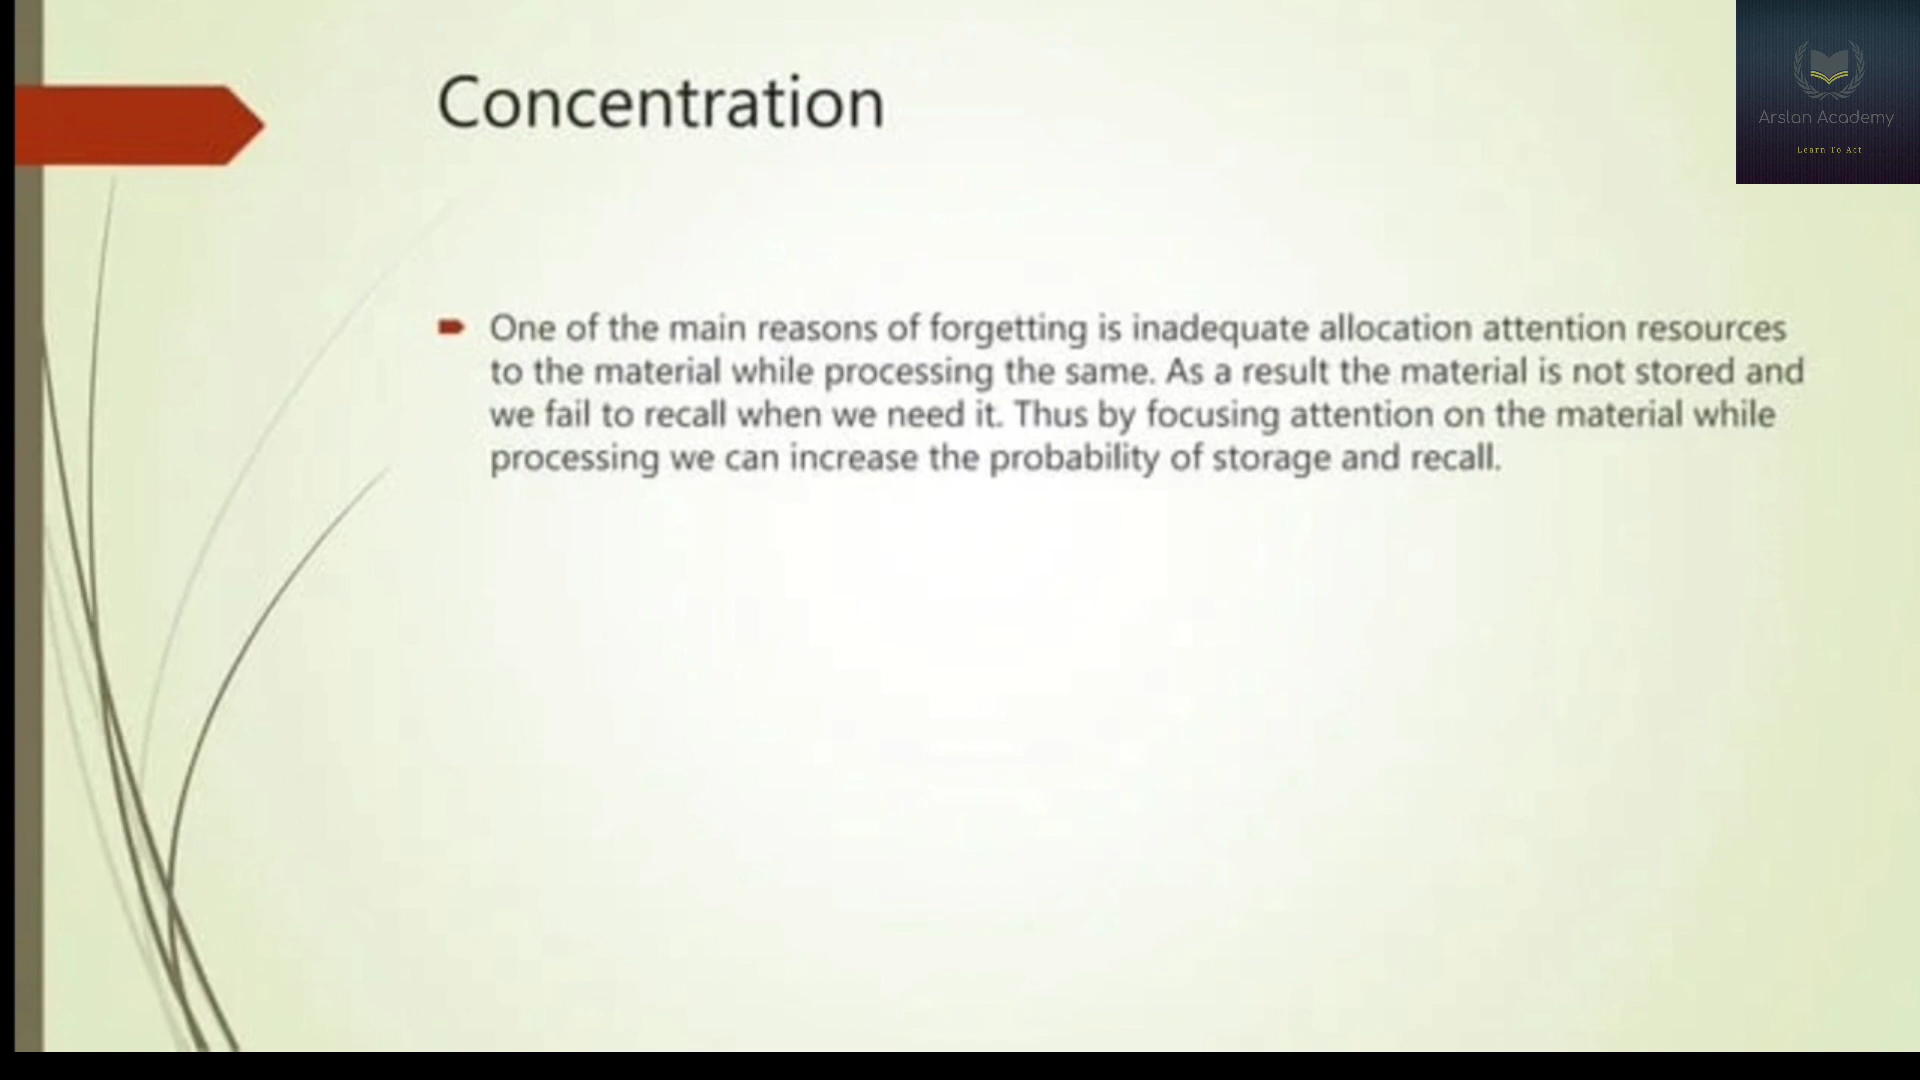 Concentration
One of the main reasons of forgetting is inadequate allocation attention resources
to the material while processing the same. As a result the material is not stored and
we fail to recall when we need it. Thus by focusing attention on the material while
processing we can increase the probability of storage and recall.
Arslan Academy
Learn To Act